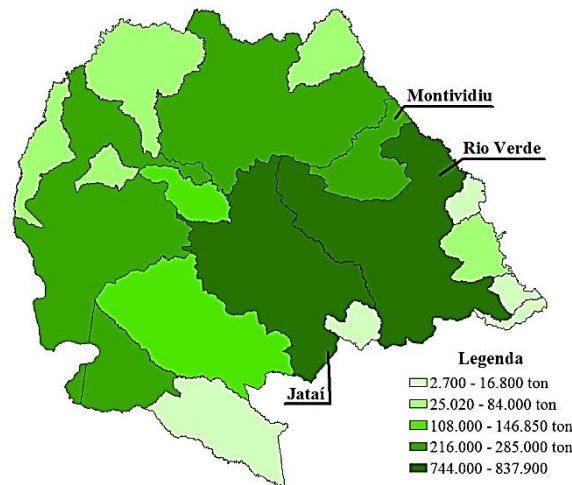 Montividiu
Rio Verde
Jataí
Legenda
2.700 - 16.800 ton
25.020 - 84.000 ton
108.000 - 146.850 ton
216.000 - 285.000 ton
744.000 - 837.900